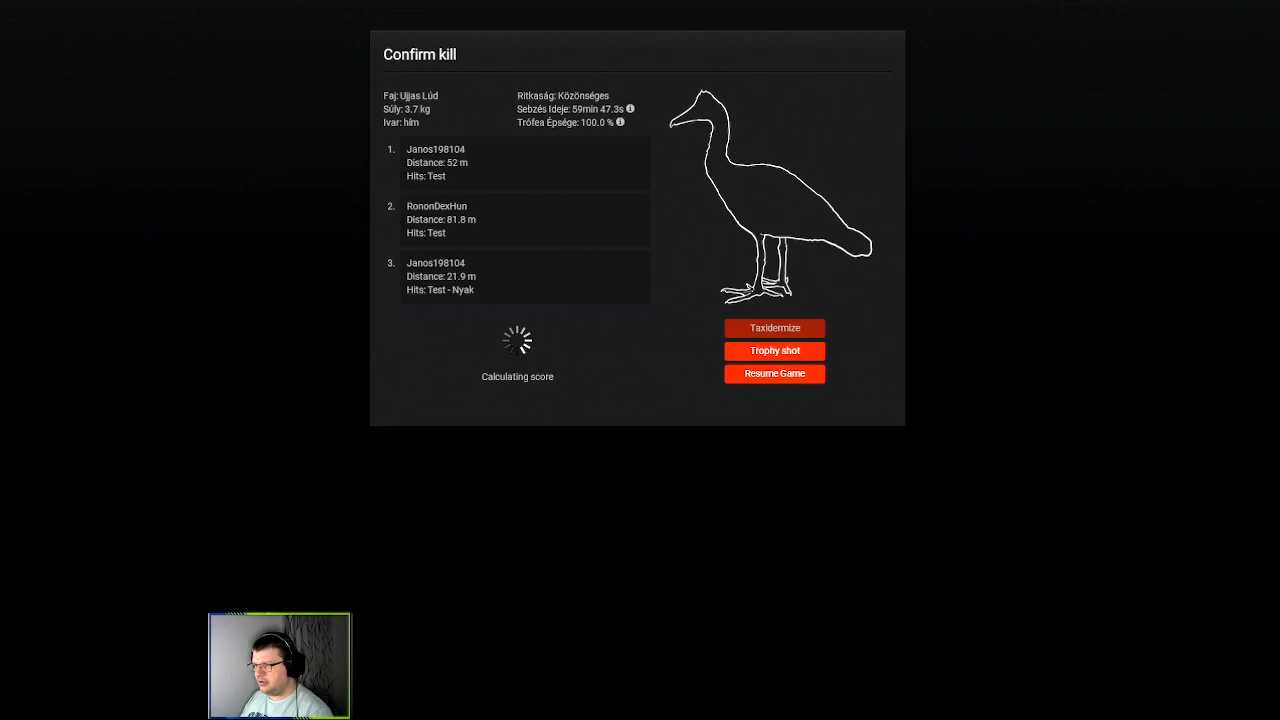 Confirm kill
Faj: Ujjas Lúd
Súly: 3.7 kg
Ivar: hím
Ritkaság: Közönséges
Sebzés Ideje: 59min 47.3s
Trófea Épsége: 100.0 %
1. Janos198104
Distance: 52 m
Hits: Test
2. RononDexHun
Distance: 81.8 m
Hits: Test
3. Janos198104
Distance: 21.9 m
Hits: Test - Nyak
Calculating score
Taxidermize
Trophy shot
Resume Game